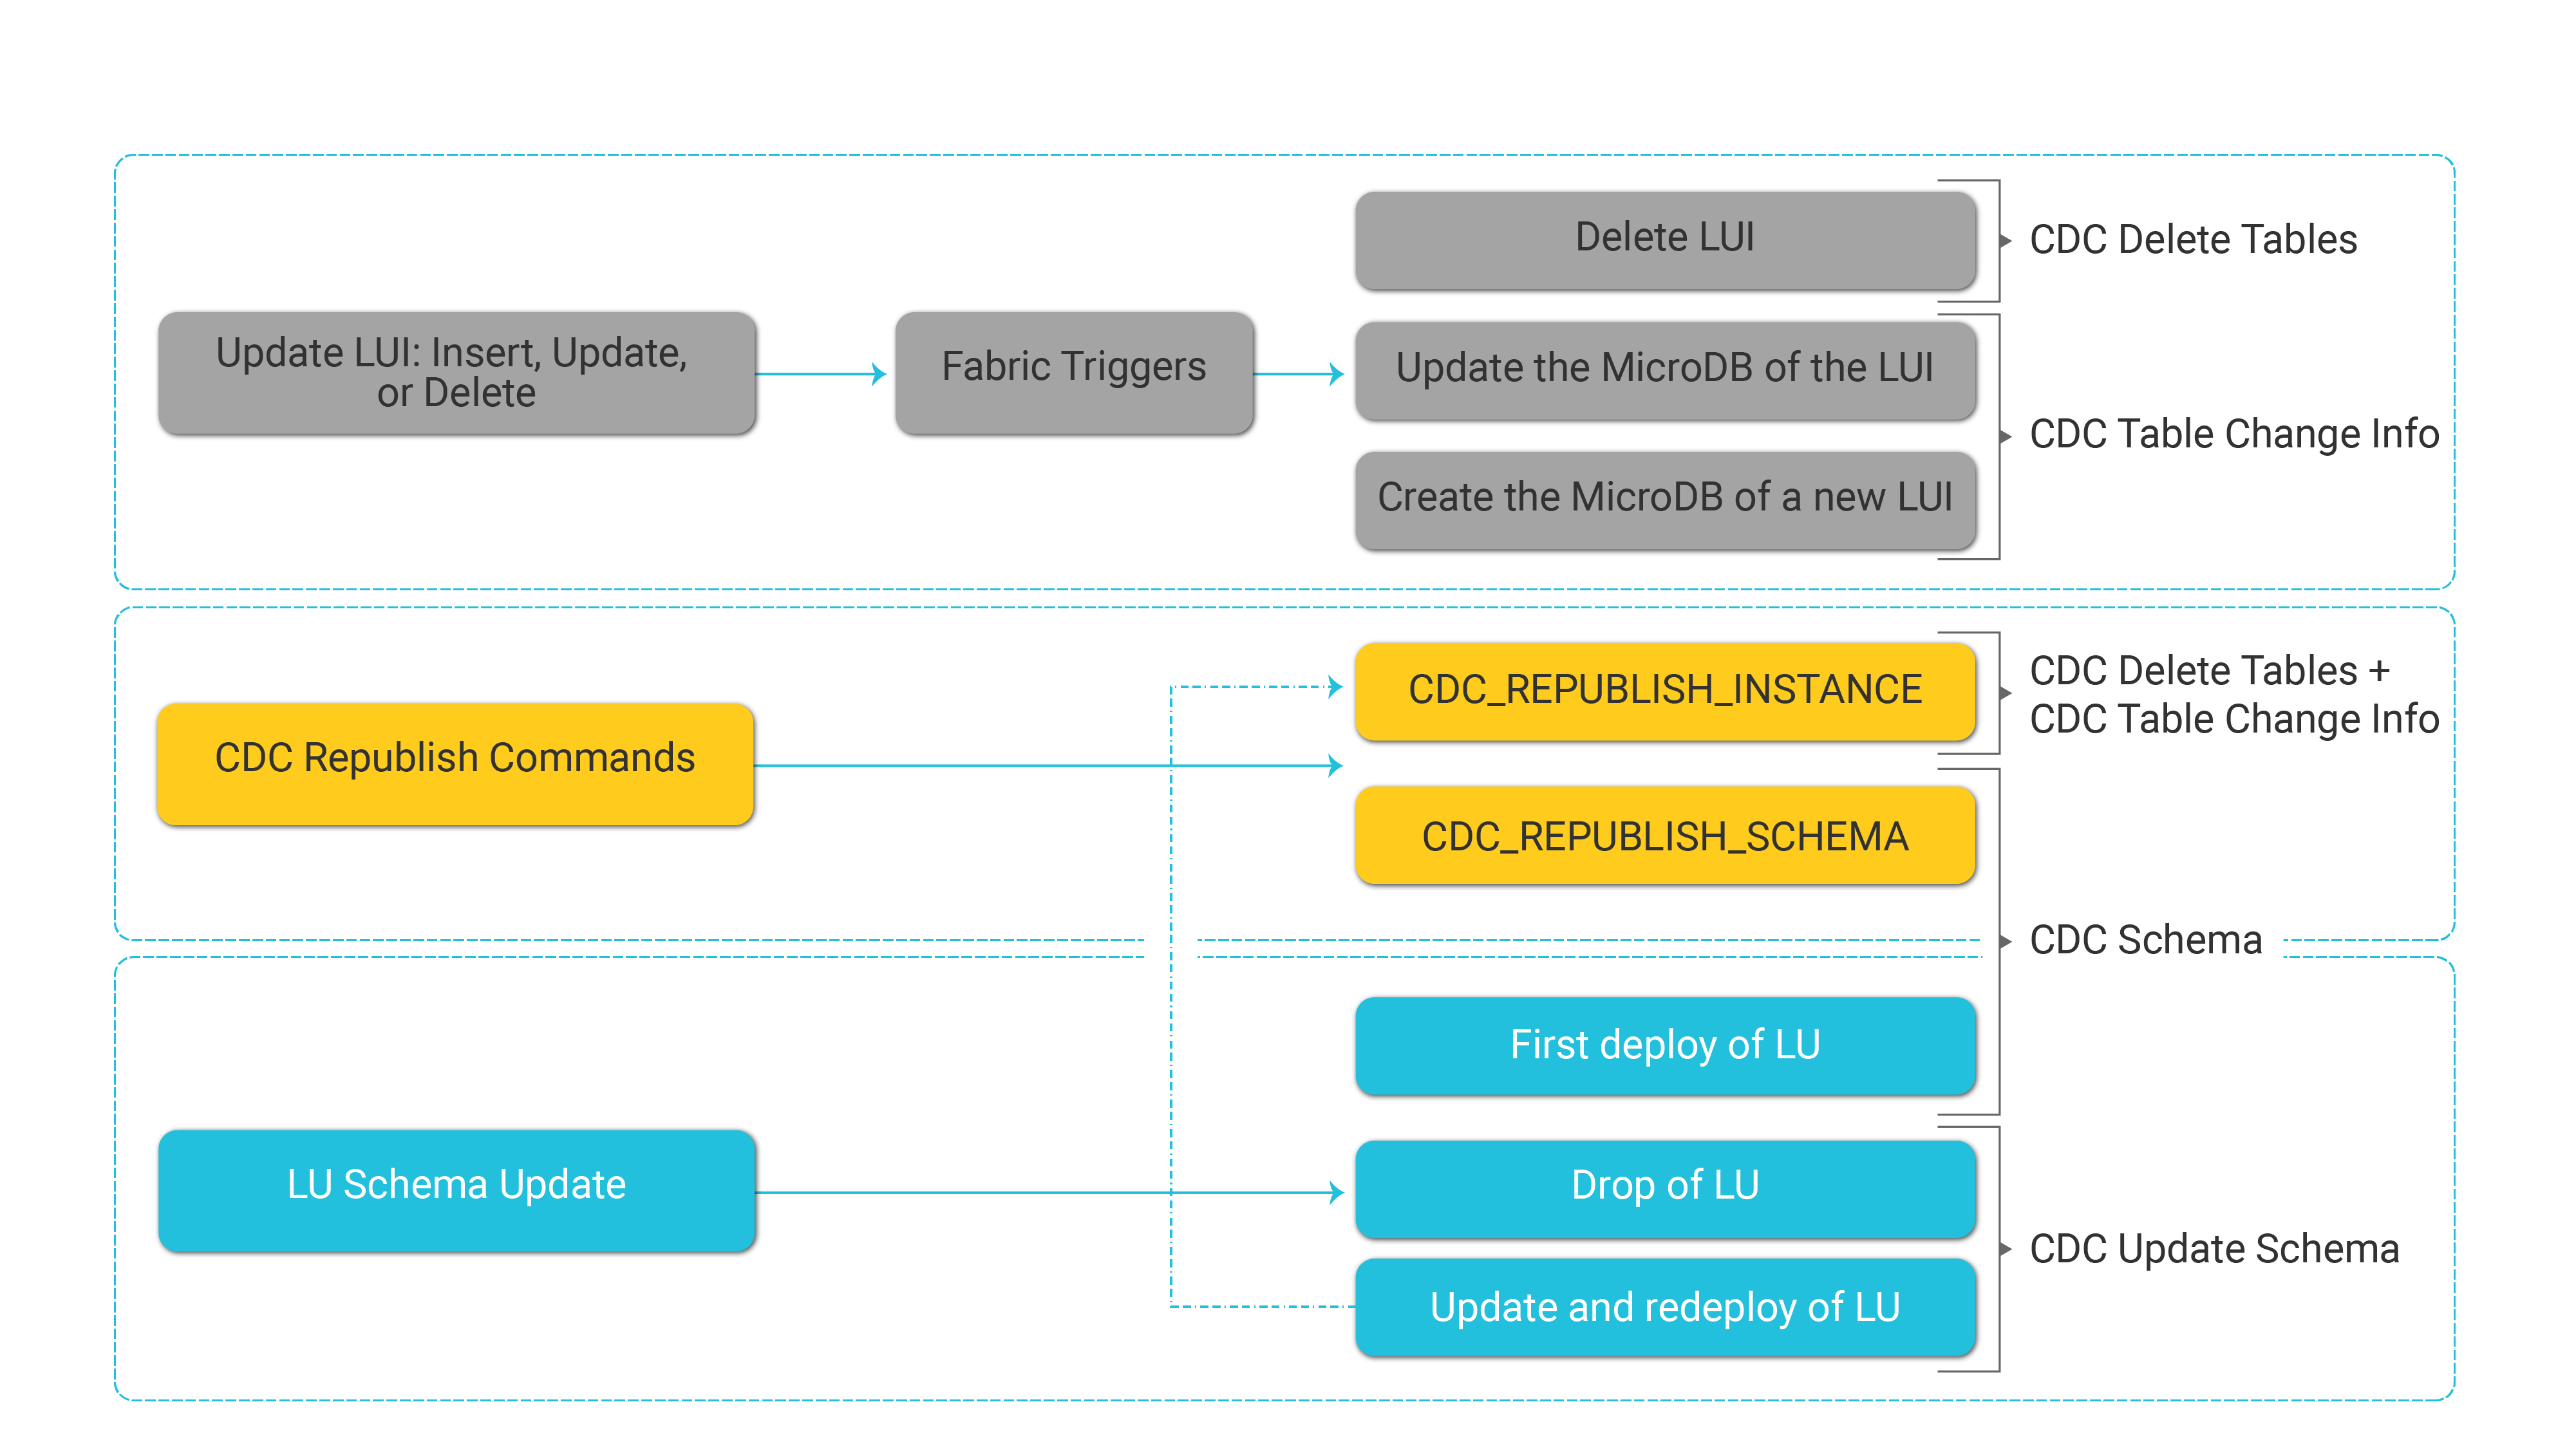 Delete LUI
CDC Delete Tables
Update LUI: Insert, Update,
or Delete
Fabric Triggers
Update the MicroDB of the LUI
CDC Table Change Info
Create the MicroDB of a new LUI
CDC Republish Commands
CDC_REPUBLISH_INSTANCE
CDC Delete Tables +
CDC Table Change Info
CDC_REPUBLISH_SCHEMA
CDC Schema
First deploy of LU
LU Schema Update
Drop of LU
CDC Update Schema
Update and redeploy of LU